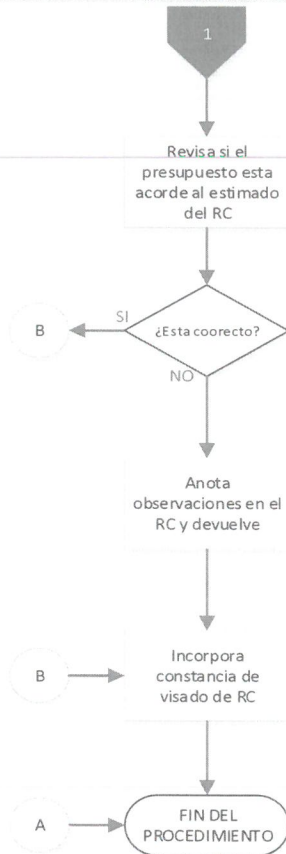 1
Revisa si el
presupuesto esta
acorde al estimado
del RC
B
SI
¿Esta coorecto?
NO
Anota
observaciones en el
RC y devuelve
B
Incorpora
constancia de
visado de RC
A
FIN DEL
PROCEDIMIENTO